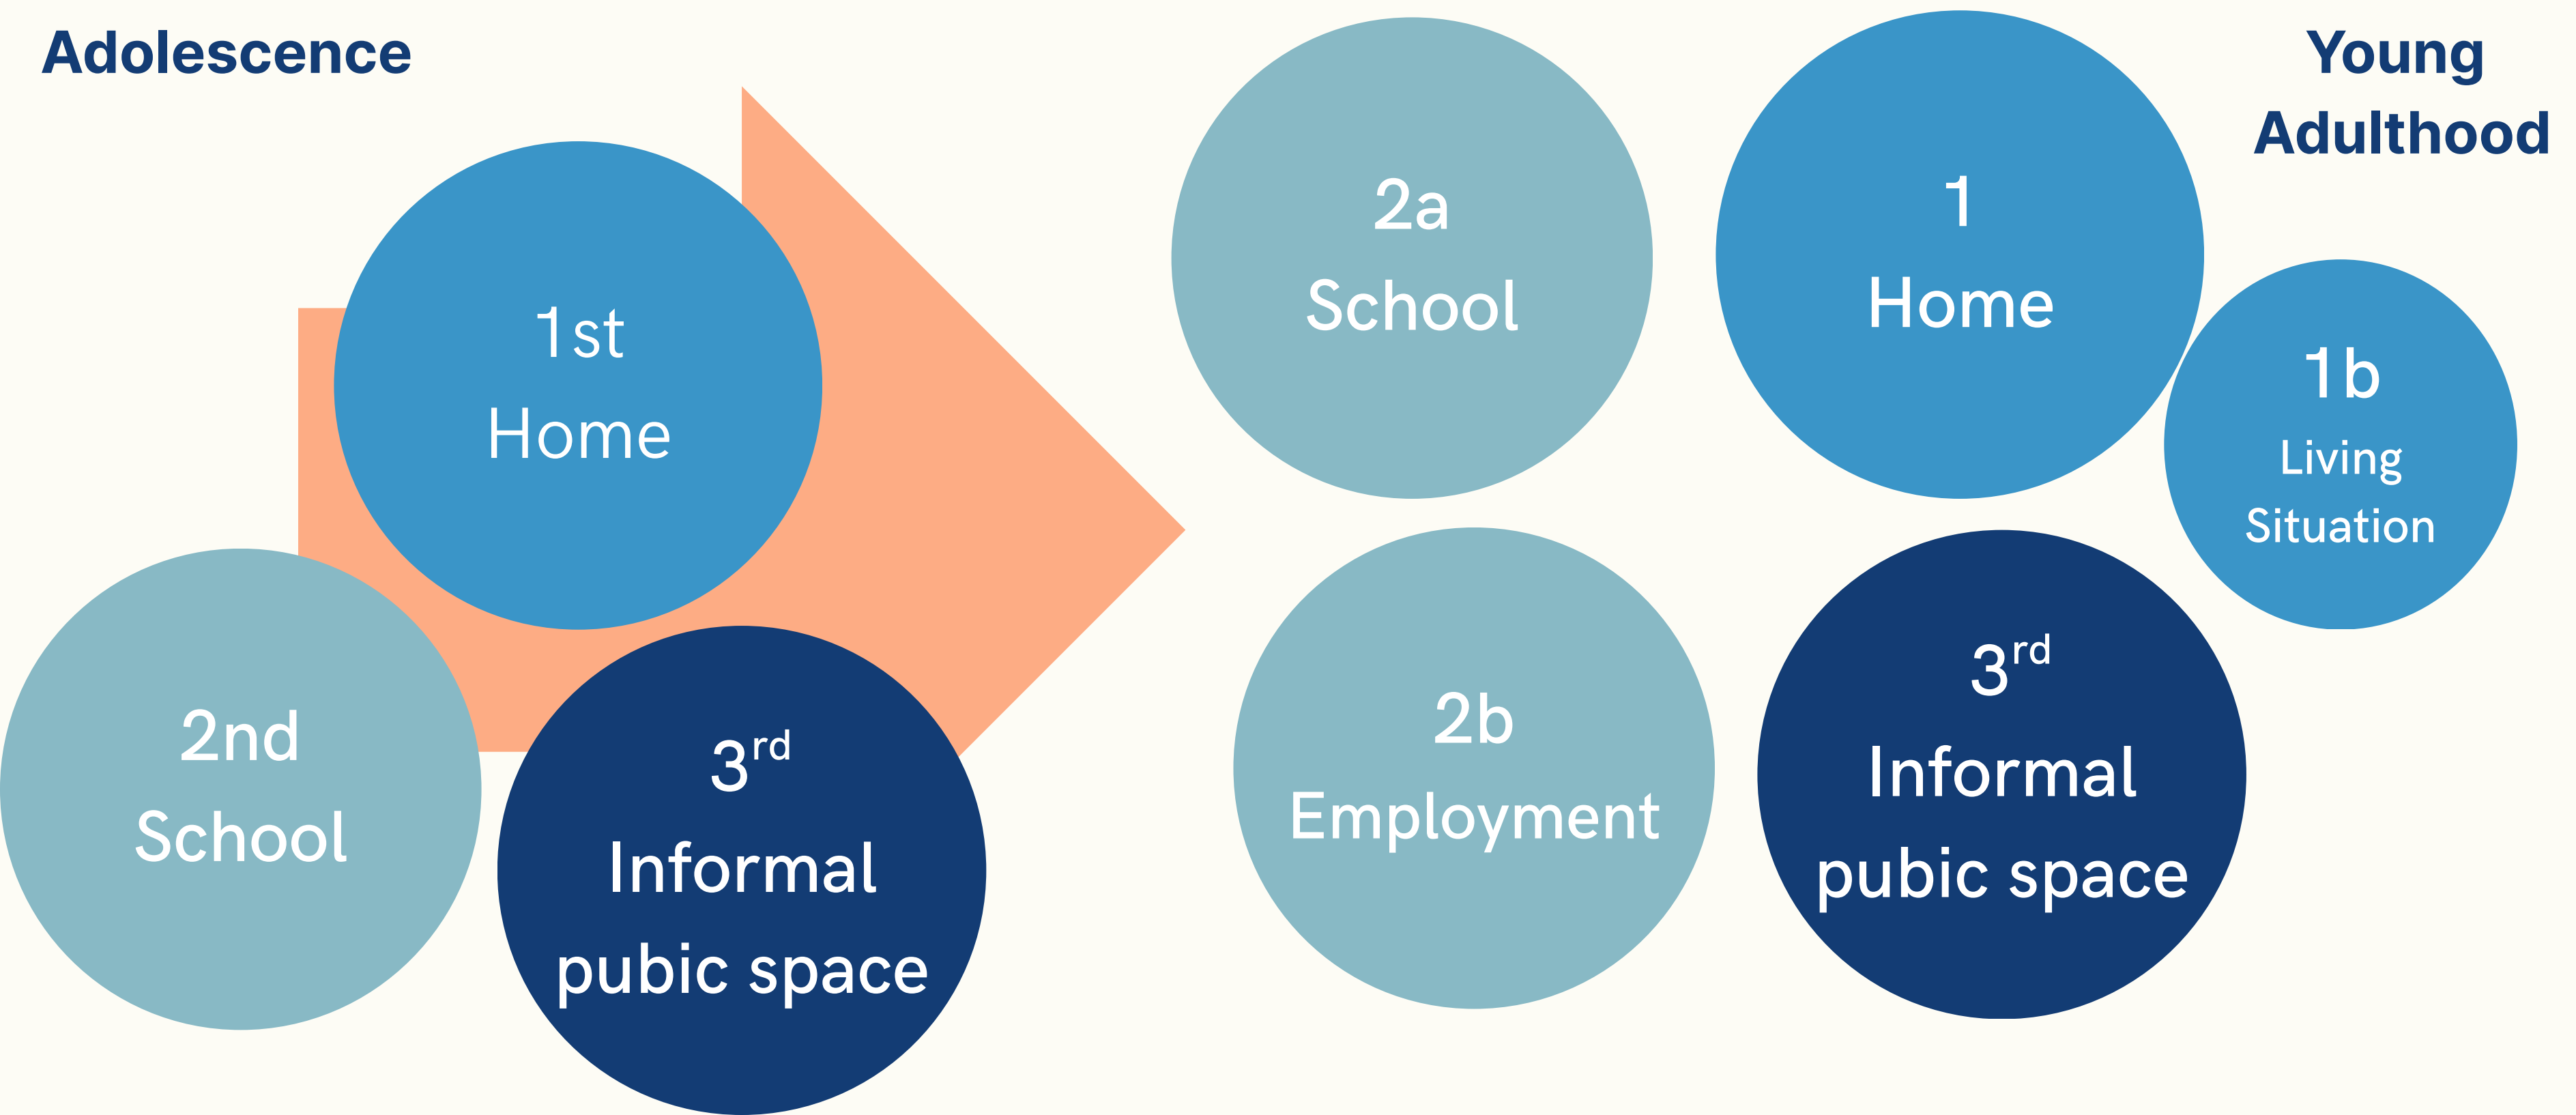 Adolescence
1st
Home
2nd
School
3rd
Informal
pubic space
2a
School
1
Home
Young
Adulthood
1b
Living
Situation
2b
Employment
3rd
Informal
pubic space